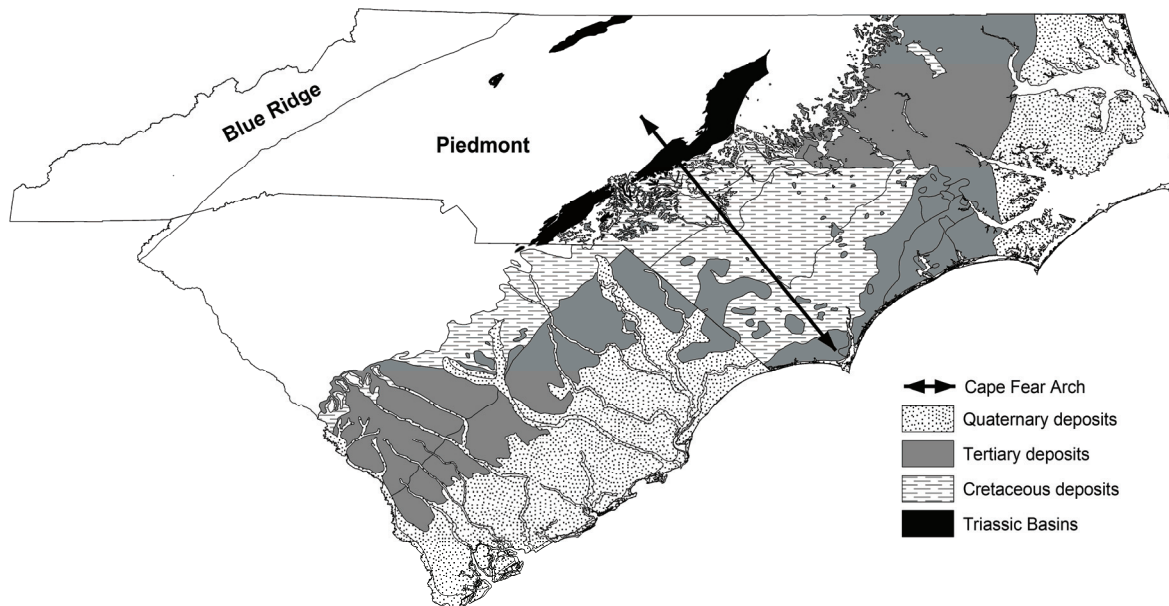 Blue Ridge
Piedmont
Cape Fear Arch
Quaternary deposits
Tertiary deposits
Cretaceous deposits
Triassic Basins